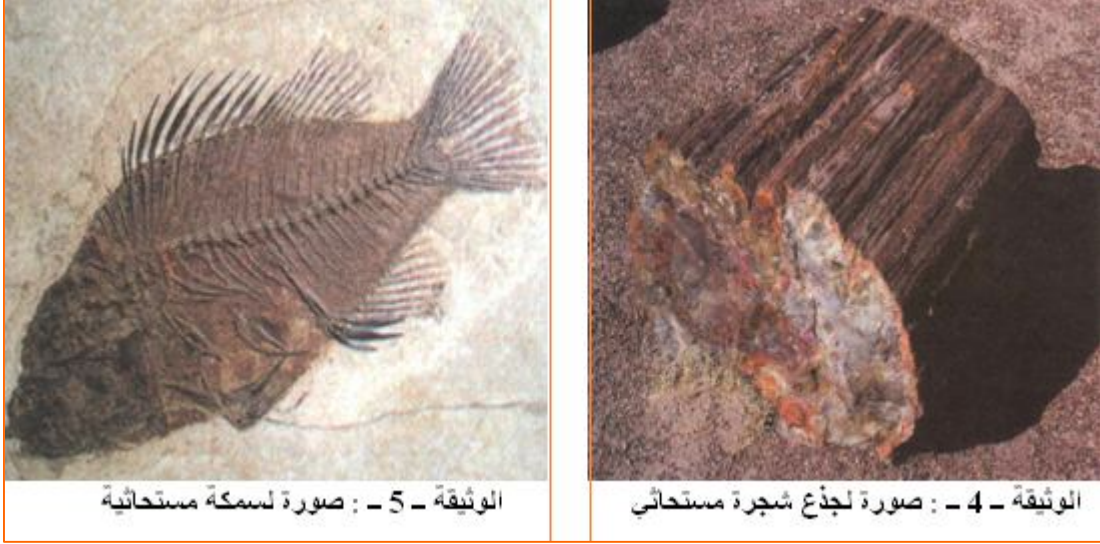 الوثيقة ـ 4 ـ : صورة لجذع شجرة مستحاثي
الوثيقة ـ 5 ـ : صورة لسمكة مستحاثية